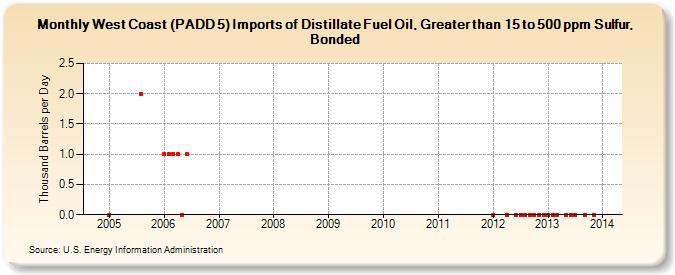 Monthly West Coast (PADD 5) Imports of Distillate Fuel Oil, Greater than 15 to 500 ppm Sulfur,
Bonded
Thousand Barrels per Day
2.5
2.0
1.5
1.0
0.5
0.0
2005 2006 2007 2008 2009 2010 2011 2012 2013 2014
Source: U.S. Energy Information Administration